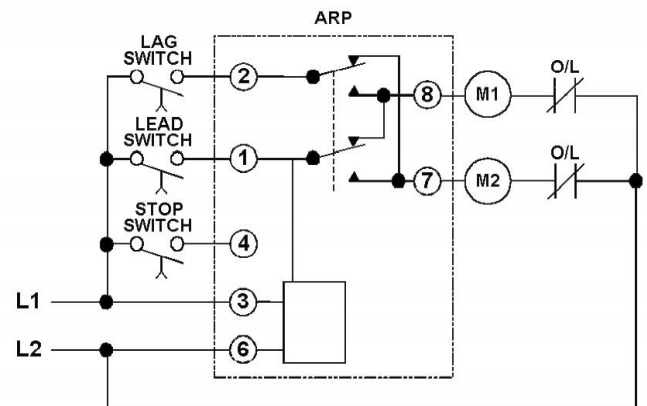 ARP
LAG
SWITCH
2
8
M1
O/L
LEAD
SWITCH
1
7
M2
O/L
STOP
SWITCH
4
L1
3
L2
6